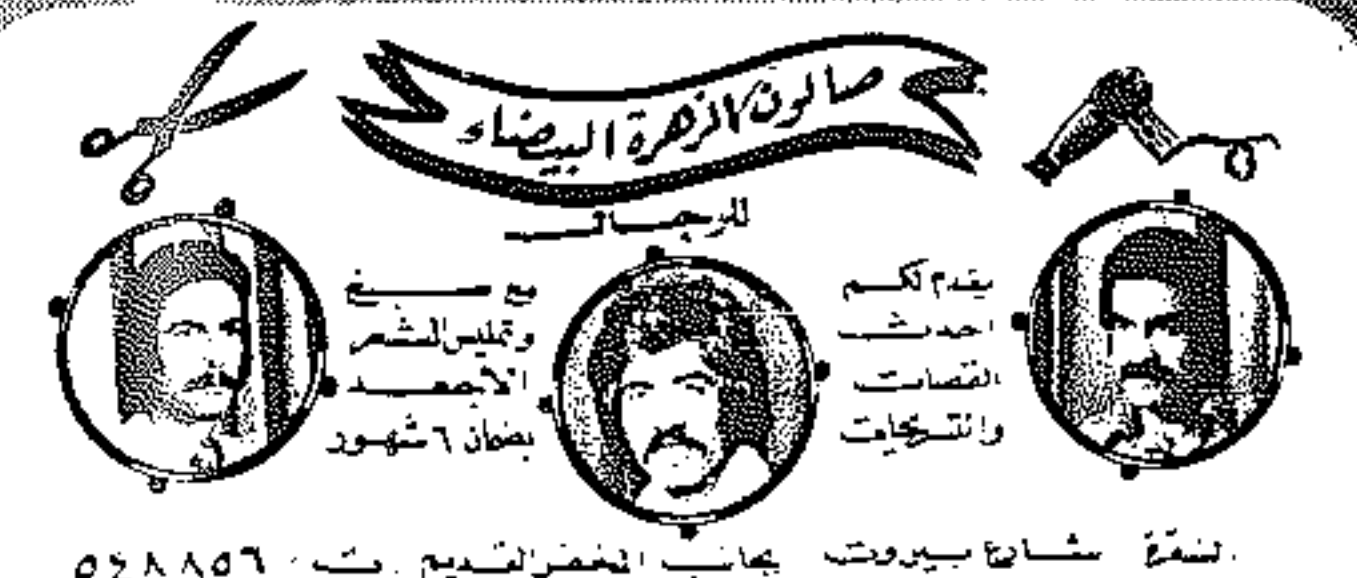 صالون الزهرة البيضاء
للرجال
يقدم لكم
احدث
القصات
والتسريحات
مع صبغ
وتمليس الشعر
الأجعد
بضمان ٦ شهور
النقرة شارع بيروت بجانب المخفر القديم . ت : ٥٤٨٨٥٦